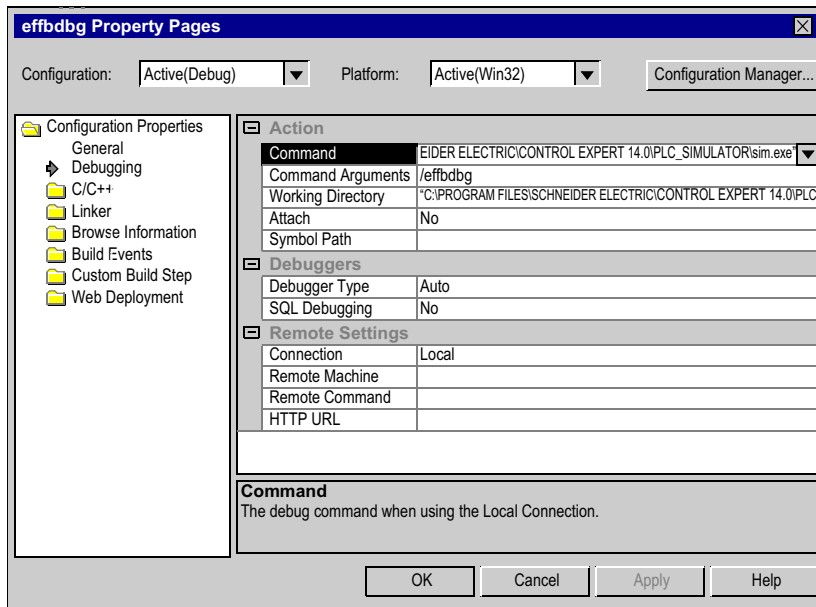 effbdbg Property Pages
Configuration: Active(Debug) Platform: Active(Win32) Configuration Manager...
Configuration Properties
General
Debugging
C/C++
Linker
Browse Information
Build Events
Custom Build Step
Web Deployment
Action
Command EIDER ELECTRIC\CONTROL EXPERT 14.0\PLC_SIMULATOR\sim.exe"
Command Arguments /effbdbg
Working Directory "C:\PROGRAM FILES\SCHNEIDER ELECTRIC\CONTROL EXPERT 14.0\PLC
Attach No
Symbol Path
Debuggers
Debugger Type Auto
SQL Debugging No
Remote Settings
Connection Local
Remote Machine
Remote Command
HTTP URL
Command
The debug command when using the Local Connection.
OK Cancel Apply Help